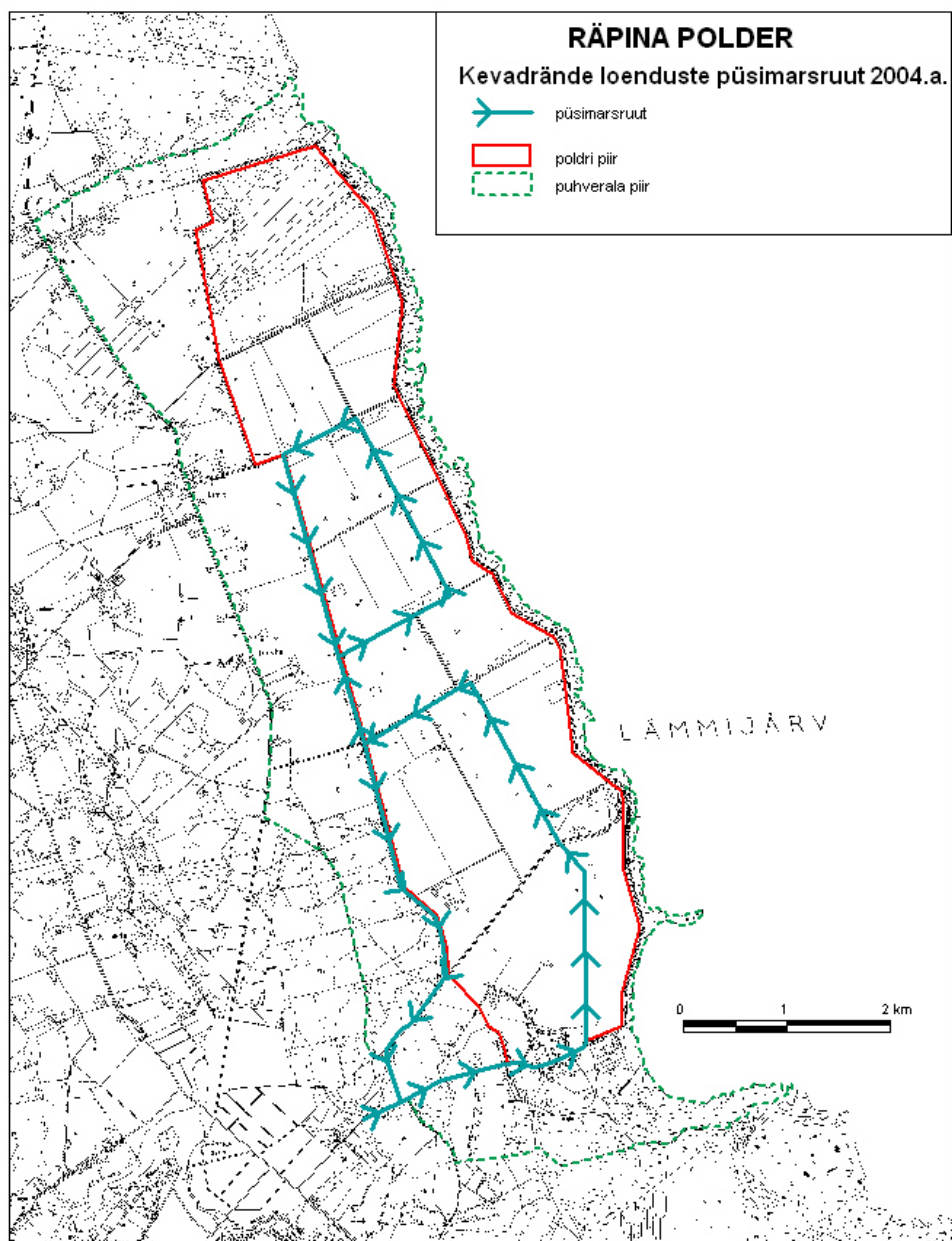 RÄPINA POLDER
Kevadrände loenduste püsimarsruut 2004.a.
püsimarsruut
poldri piir
puhverala piir
LÄMMIJÄRV
0 1 2 km